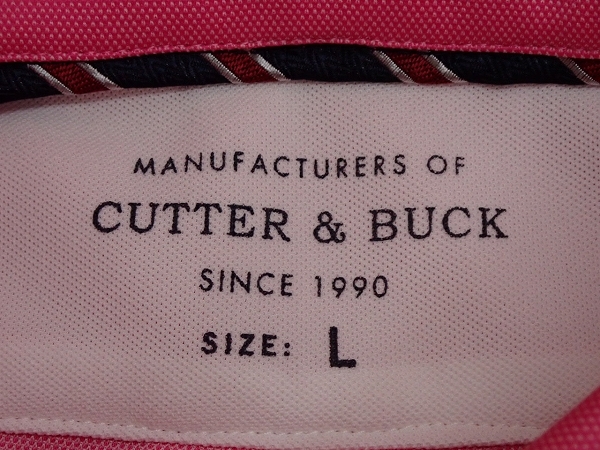 MANUFACTURERS OF
CUTTER & BUCK
SINCE 1990
SIZE: L